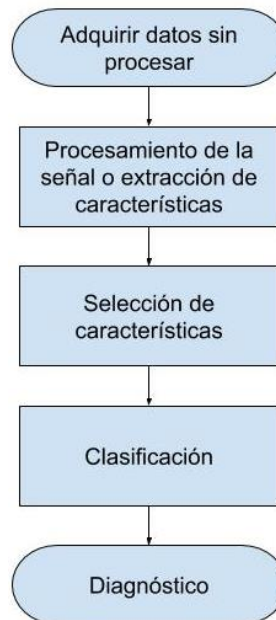 Adquirir datos sin
procesar
Procesamiento de la
señal o extracción de
características
Selección de
características
Clasificación
Diagnóstico